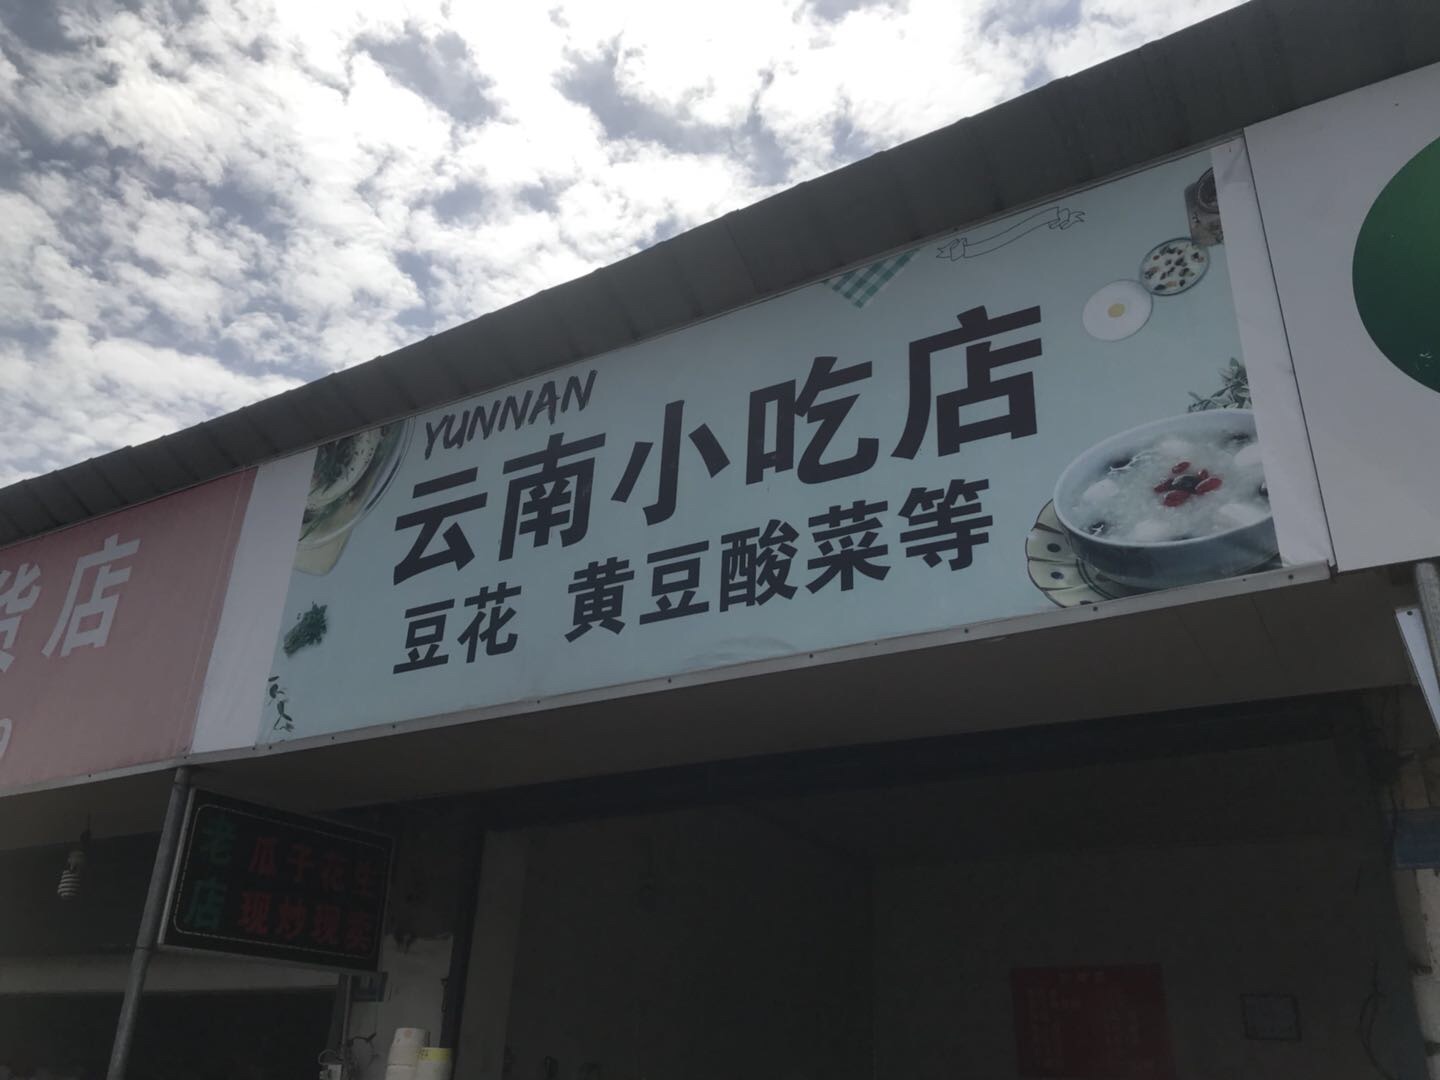 YUNNAN
云南小吃店
豆花 黄豆酸菜等
货店
老店
瓜子花生
现炒现卖